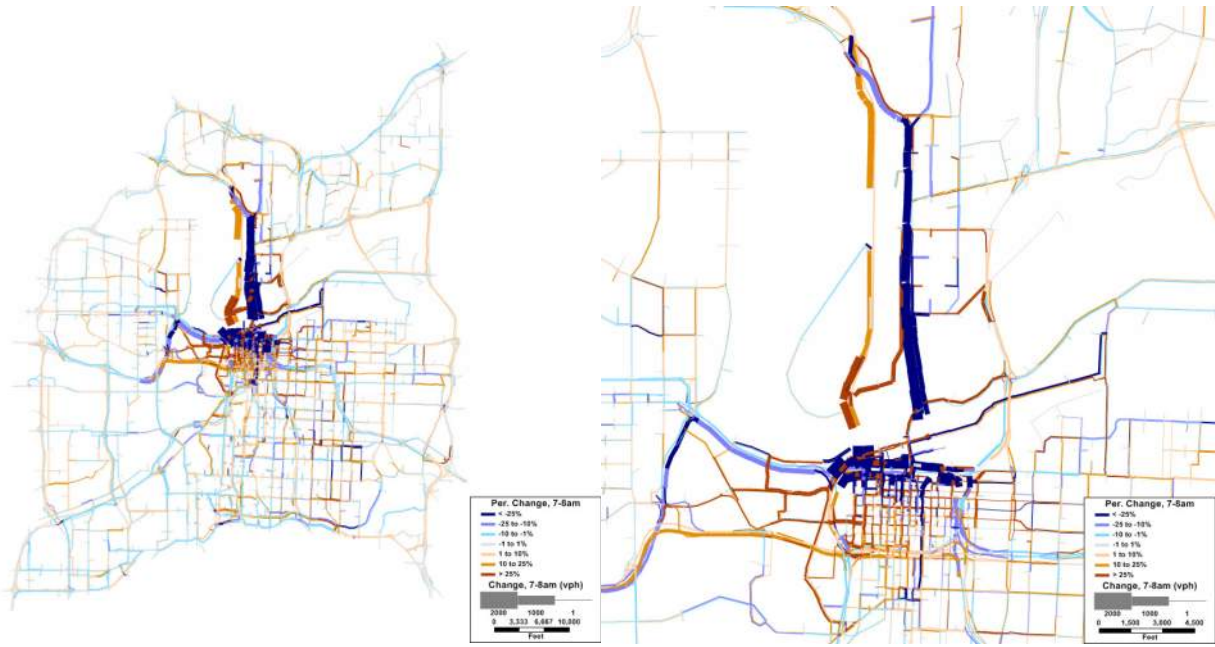 Per. Change, 7-8am
< -25%
-25 to -10%
-10 to -1%
-1 to 1%
1 to 10%
10 to 25%
> 25%
Change, 7-8am (vph)
2000 1000 1
0 3,333 6,667 10,000
Feet
Per. Change, 7-8am
< -25%
-25 to -10%
-10 to -1%
-1 to 1%
1 to 10%
10 to 25%
> 25%
Change, 7-8am (vph)
2000 1000 1
0 1,500 3,000 4,500
Feet